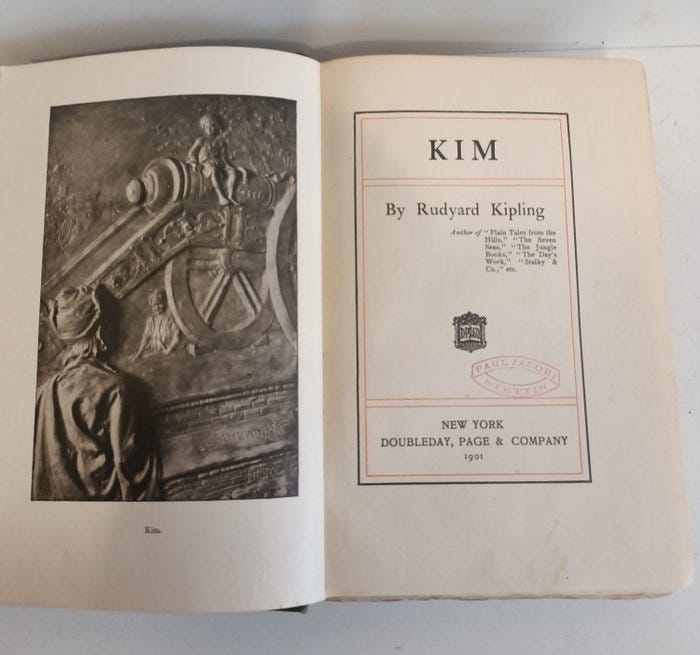 Kim.
KIM
By Rudyard Kipling
Author of "Plain Tales from the
Hills," "The Seven
Seas," "The Jungle
Books," "The Day's
Work," "Stalky &
Co.," etc.
PAUL JACOBI
STETTIN
NEW YORK
DOUBLEDAY, PAGE & COMPANY
1901